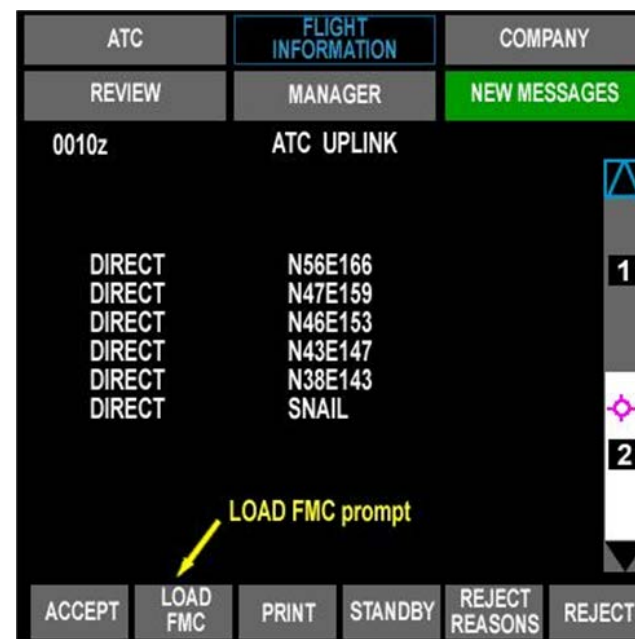 ATC
FLIGHT
INFORMATION
COMPANY
REVIEW
MANAGER
NEW MESSAGES
0010z ATC UPLINK
DIRECT N56E166
DIRECT N47E159
DIRECT N46E153
DIRECT N43E147
DIRECT N38E143
DIRECT SNAIL
1
2
LOAD FMC prompt
ACCEPT
LOAD
FMC
PRINT
STANDBY
REJECT
REASONS
REJECT